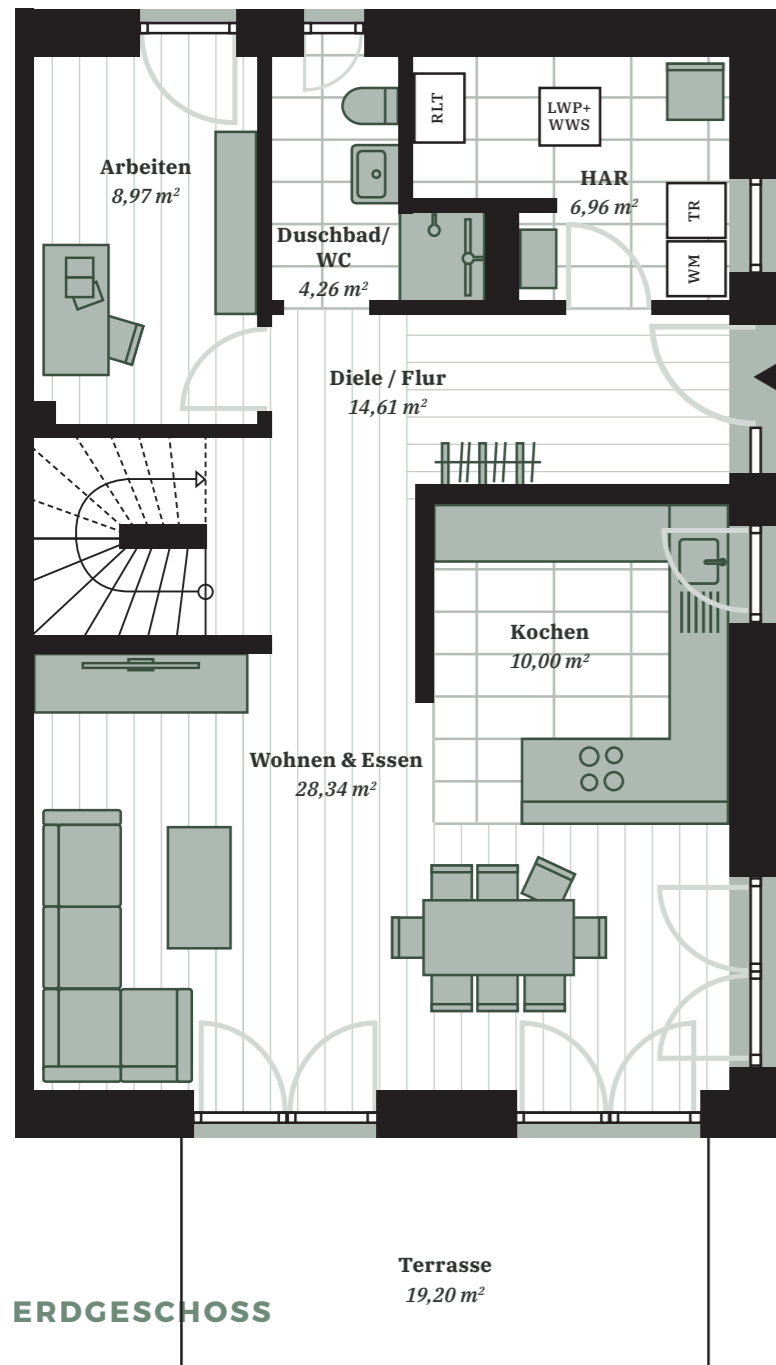 Arbeiten
8,97 m²
RLT
LWP+
WWS
HAR
6,96 m²
TR
WM
Duschbad/
WC
4,26 m²
Diele / Flur
14,61 m²
Kochen
10,00 m²
Wohnen & Essen
28,34 m²
Terrasse
19,20 m²
ERDGESCHOSS